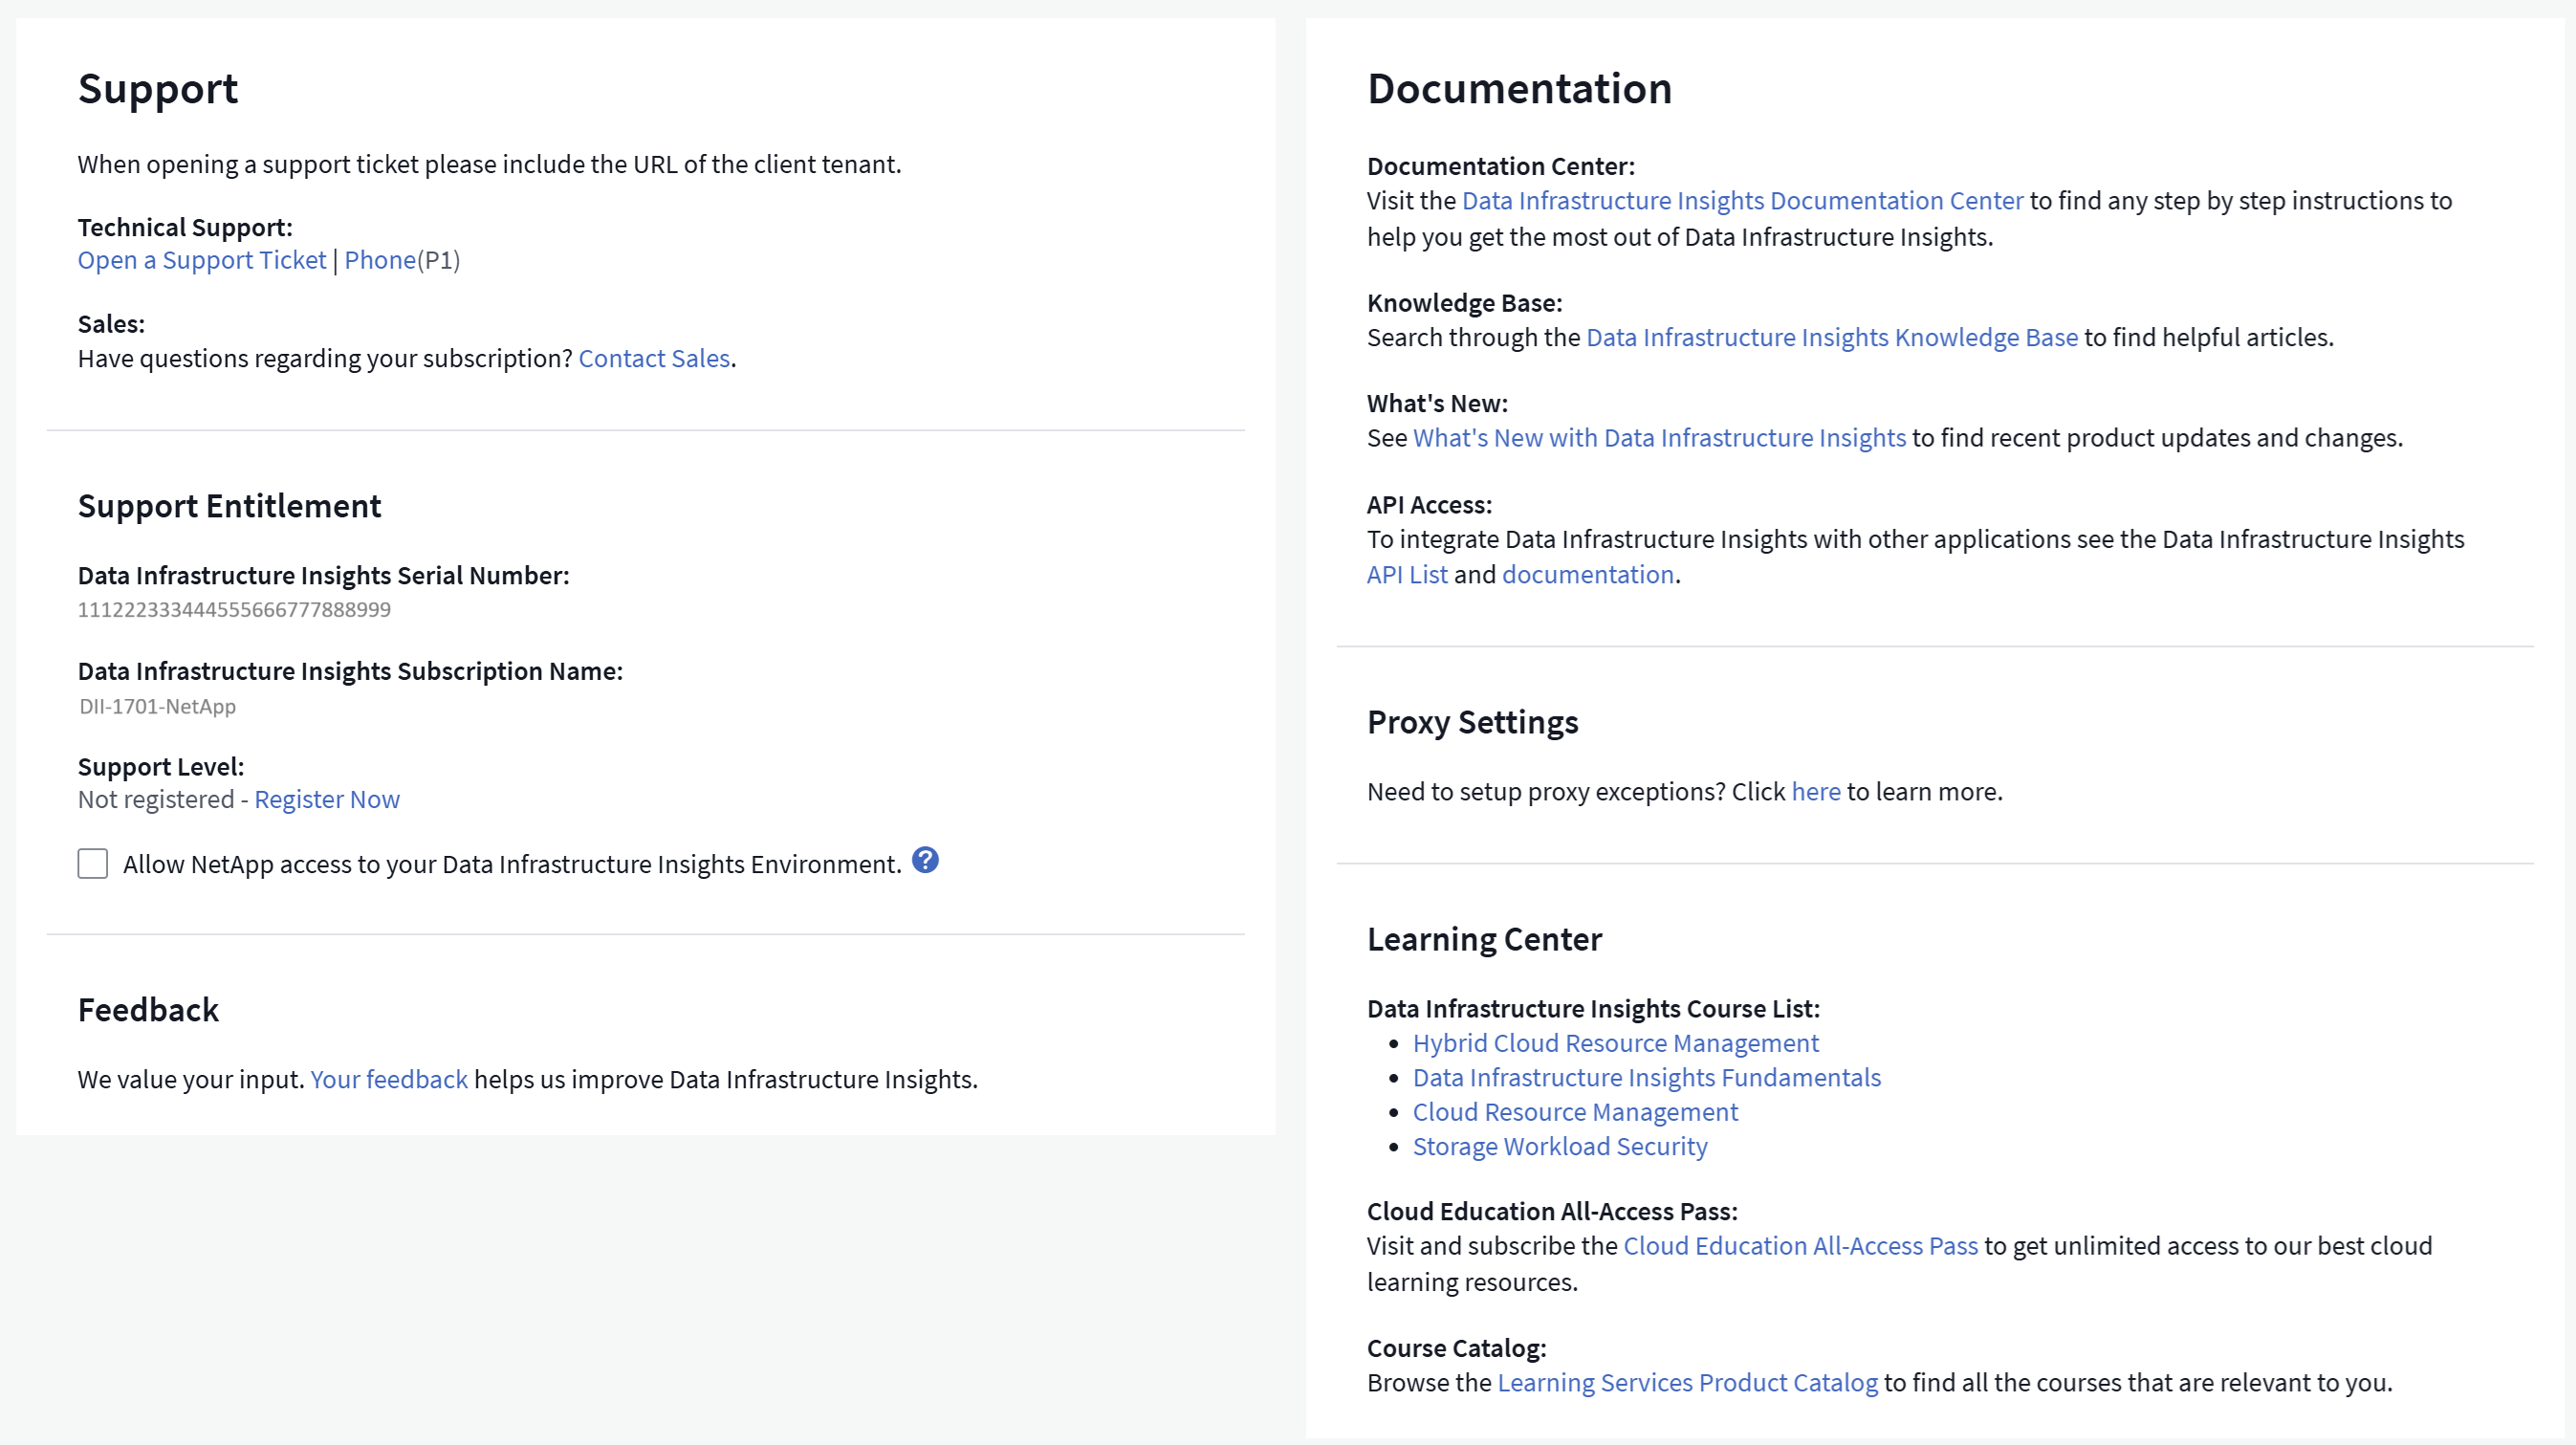 Support
When opening a support ticket please include the URL of the client tenant.
Technical Support:
Open a Support Ticket | Phone(P1)
Sales:
Have questions regarding your subscription? Contact Sales.
Support Entitlement
Data Infrastructure Insights Serial Number:
111222333444555666777888999
Data Infrastructure Insights Subscription Name:
DII-1701-NetApp
Support Level:
Not registered - Register Now
Allow NetApp access to your Data Infrastructure Insights Environment. ?
Feedback
We value your input. Your feedback helps us improve Data Infrastructure Insights.
Documentation
Documentation Center:
Visit the Data Infrastructure Insights Documentation Center to find any step by step instructions to
help you get the most out of Data Infrastructure Insights.
Knowledge Base:
Search through the Data Infrastructure Insights Knowledge Base to find helpful articles.
What's New:
See What's New with Data Infrastructure Insights to find recent product updates and changes.
API Access:
To integrate Data Infrastructure Insights with other applications see the Data Infrastructure Insights
API List and documentation.
Proxy Settings
Need to setup proxy exceptions? Click here to learn more.
Learning Center
Data Infrastructure Insights Course List:
• Hybrid Cloud Resource Management
• Data Infrastructure Insights Fundamentals
• Cloud Resource Management
• Storage Workload Security
Cloud Education All-Access Pass:
Visit and subscribe the Cloud Education All-Access Pass to get unlimited access to our best cloud
learning resources.
Course Catalog:
Browse the Learning Services Product Catalog to find all the courses that are relevant to you.